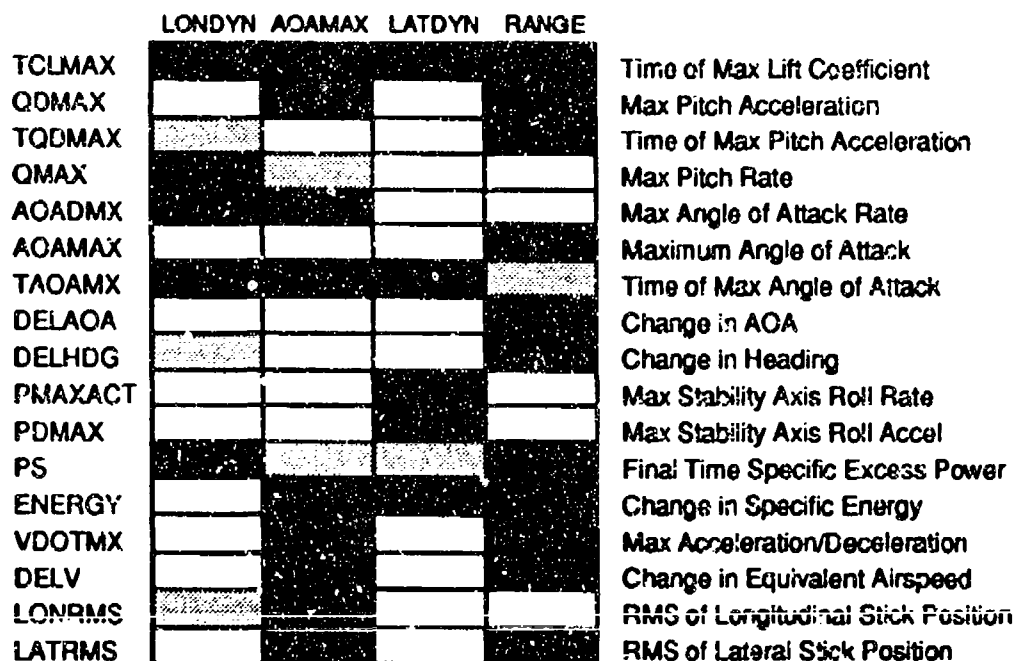 LONDYN AOAMAX LATDYN RANGE
TCLMAX Time of Max Lift Coefficient
QDMAX Max Pitch Acceleration
TQDMAX Time of Max Pitch Acceleration
QMAX Max Pitch Rate
AOADMX Max Angle of Attack Rate
AOAMAX Maximum Angle of Attack
TAOAMX Time of Max Angle of Attack
DELAOA Change in AOA
DELHDG Change in Heading
PMAXACT Max Stability Axis Roll Rate
PDMAX Max Stability Axis Roll Accel
PS Final Time Specific Excess Power
ENERGY Change in Specific Energy
VDOTMX Max Acceleration/Deceleration
DELV Change in Equivalent Airspeed
LONRMS RMS of Longitudinal Stick Position
LATRMS RMS of Lateral Stick Position